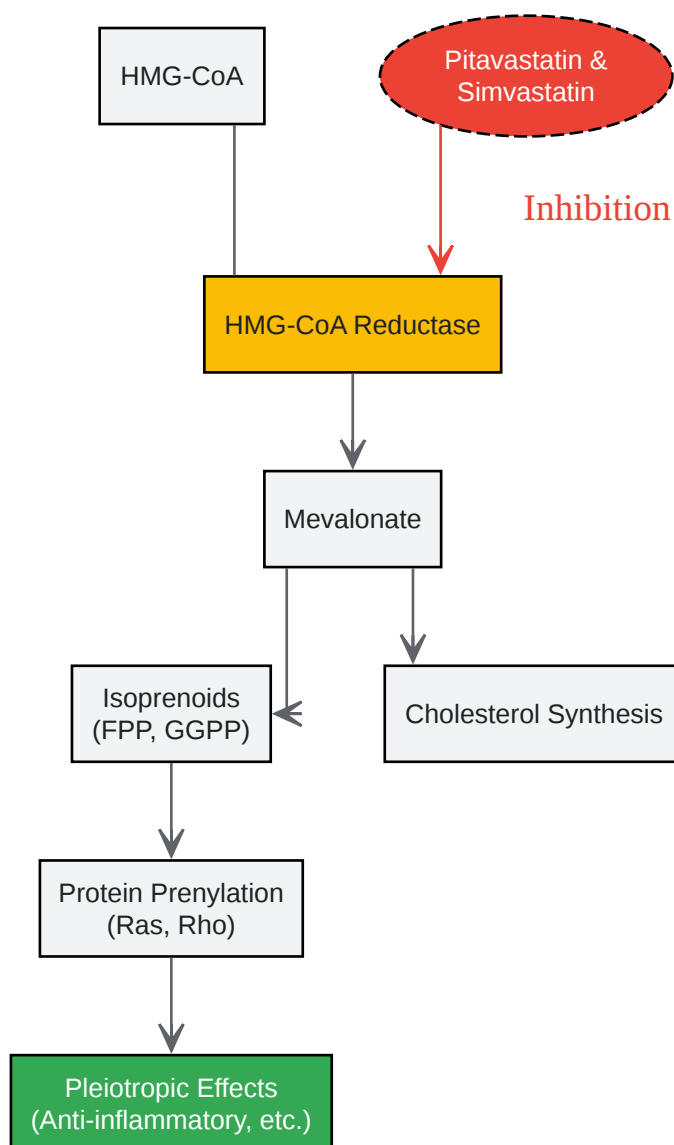 HMG-CoA
Pitavastatin &
Simvastatin
Inhibition
HMG-CoA Reductase
Mevalonate
Isoprenoids
(FPP, GGPP)
Cholesterol Synthesis
Protein Prenylation
(Ras, Rho)
Pleiotropic Effects
(Anti-inflammatory, etc.)